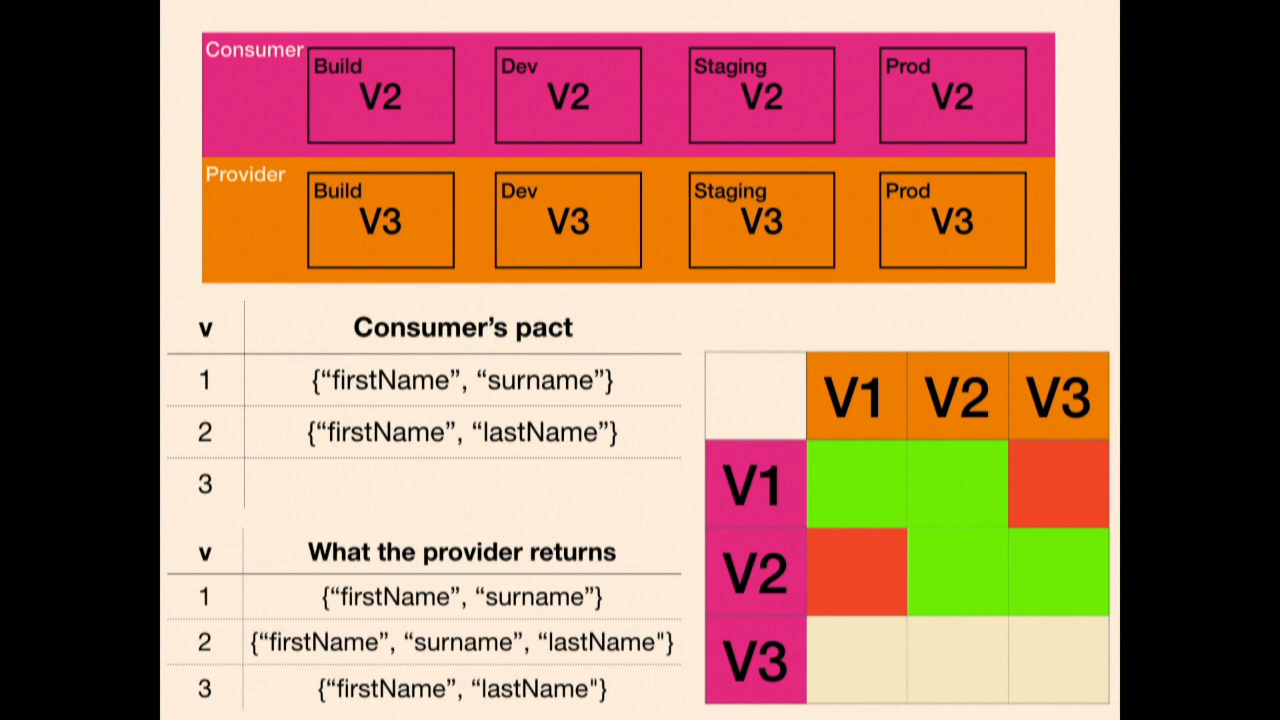 Consumer
Build Dev Staging Prod
V2 V2 V2 V2
Provider
Build Dev Staging Prod
V3 V3 V3 V3
v Consumer’s pact
1 {“firstName”, “surname”}
2 {“firstName”, “lastName”}
3
v What the provider returns
1 {“firstName”, “surname”}
2 {“firstName”, “surname”, “lastName"}
3 {“firstName”, “lastName"}
V1 V2 V3
V1
V2
V3